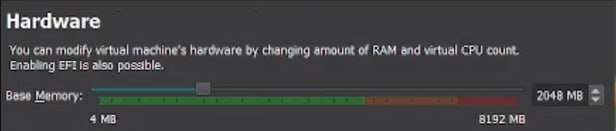 Hardware
You can modify virtual machine's hardware by changing amount of RAM and virtual CPU count.
Enabling EFI is also possible.
Base Memory: 2048 MB
4 MB 8192 MB